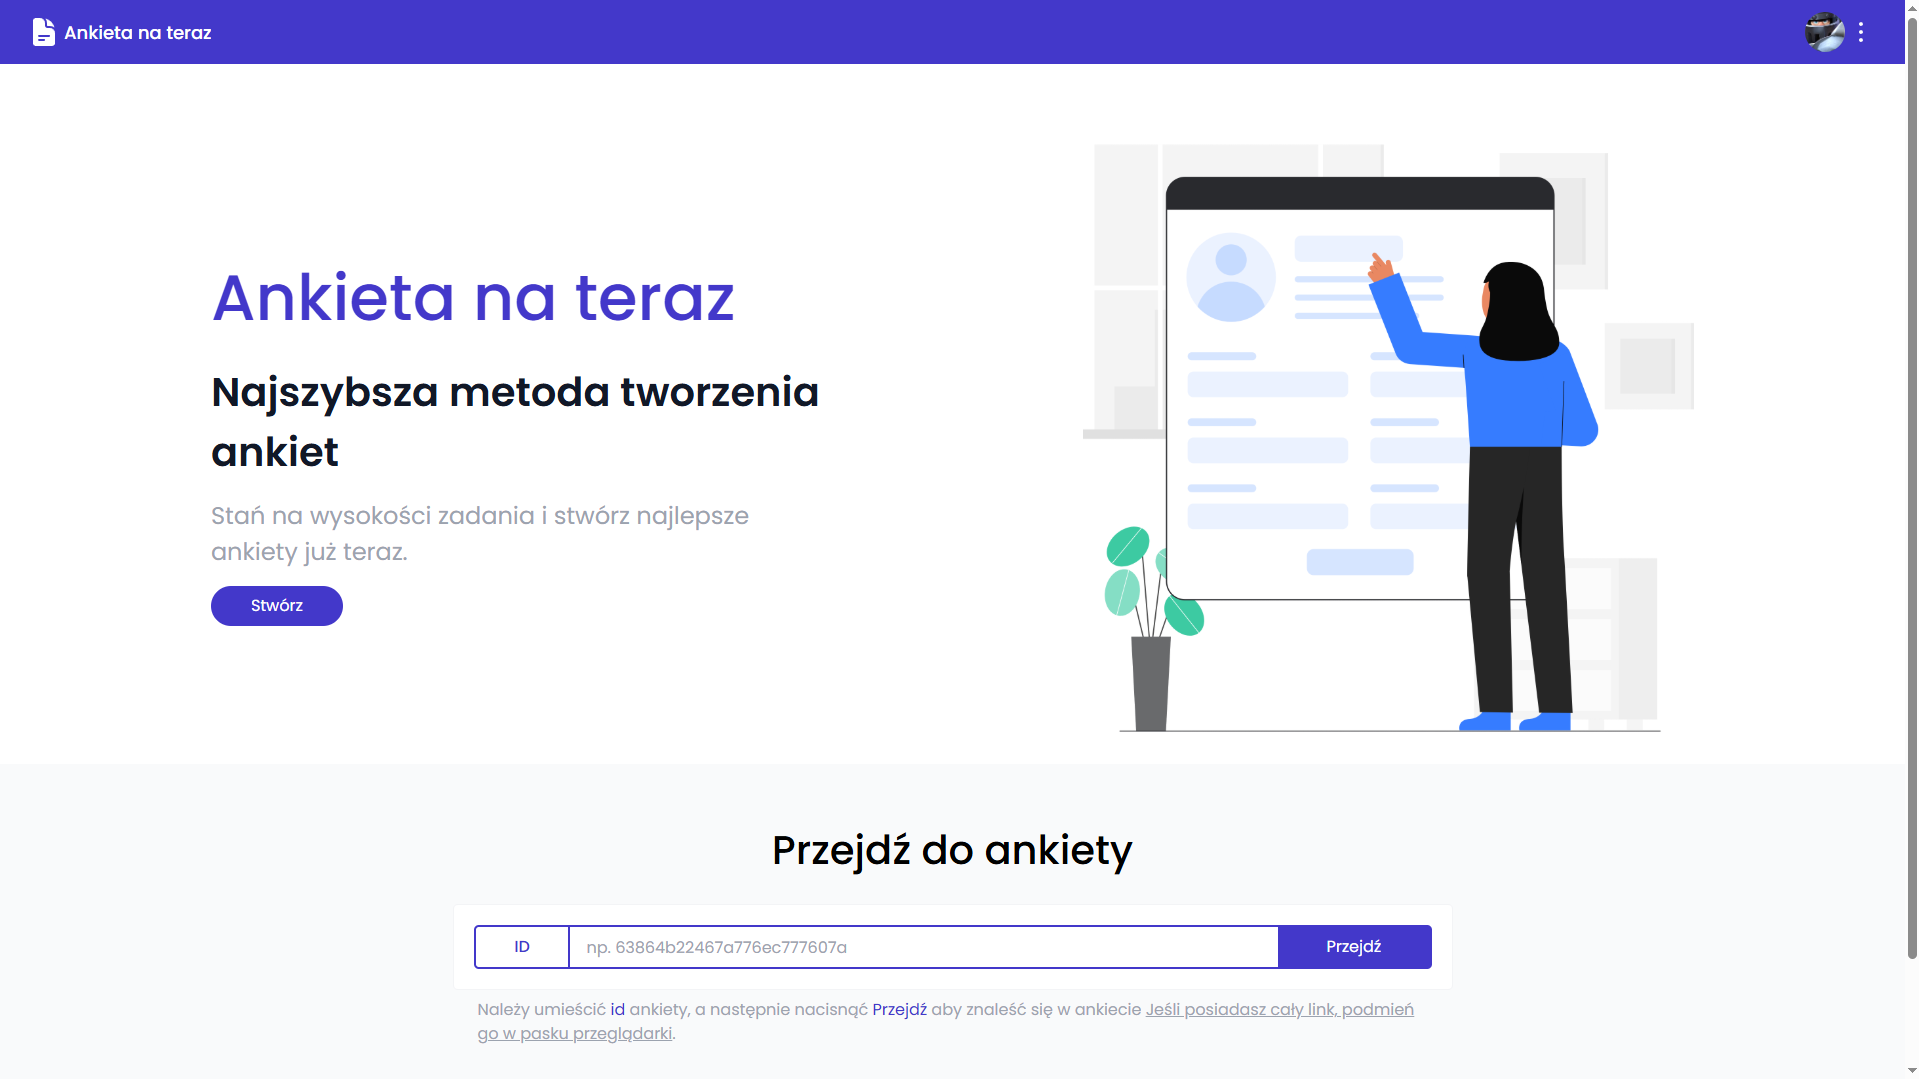 Ankieta na teraz
Ankieta na teraz
Najszybsza metoda tworzenia
ankiet
Stań na wysokości zadania i stwórz najlepsze
ankiety już teraz.
Stwórz
Przejdź do ankiety
ID
np. 63864b22467a776ec777607a
Przejdź
Należy umieścić id ankiety, a następnie nacisnąć Przejdź aby znaleść się w ankiecie Jeśli posiadasz cały link, podmień
go w pasku przeglądarki.